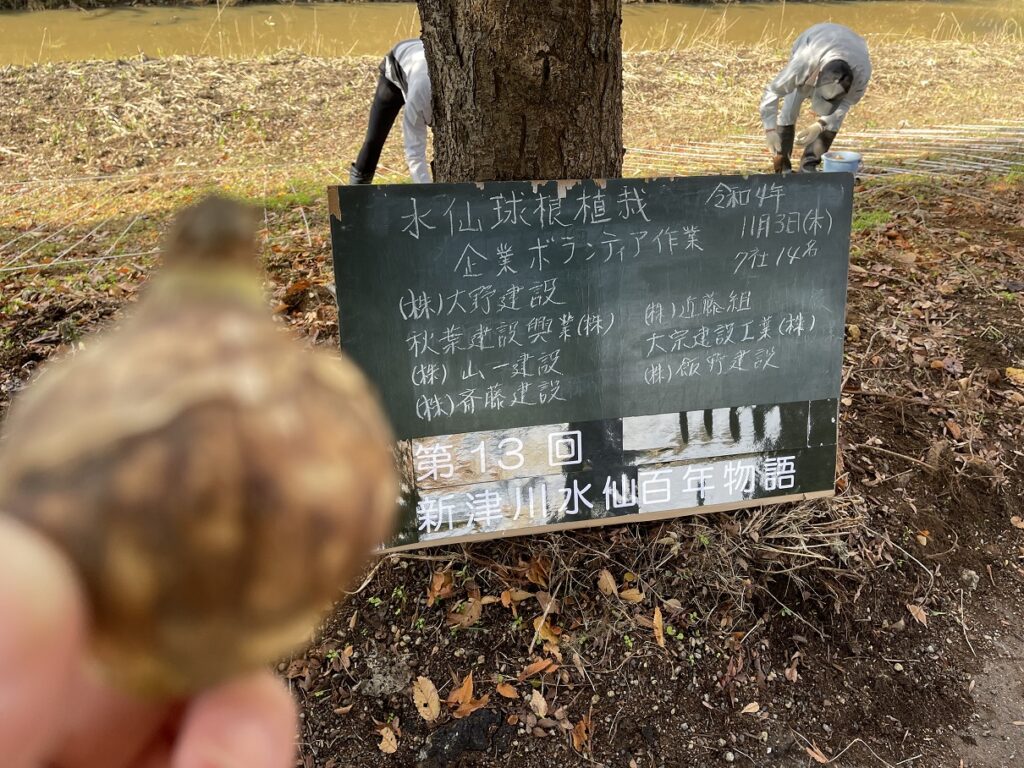 水仙球根植栽
企業ボランティア作業
令和4年
11月3日(木)
7社 14名
(株)大野建設
秋葉建設興業(株)
(株) 山一建設
(株)斉藤建設
(株)近藤組
大宗建設工業(株)
(株)飯野建設
第13回
新津川水仙百年物語